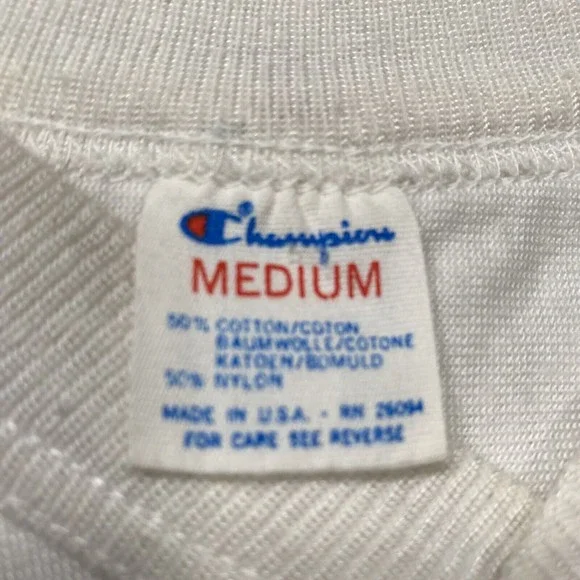 Champion
MEDIUM
50% COTTON/COTON
BAUMWOLLE/COTONE
KATOEN/BOMULD
50% NYLON
MADE IN U.S.A. - RN 26094
FOR CARE SEE REVERSE